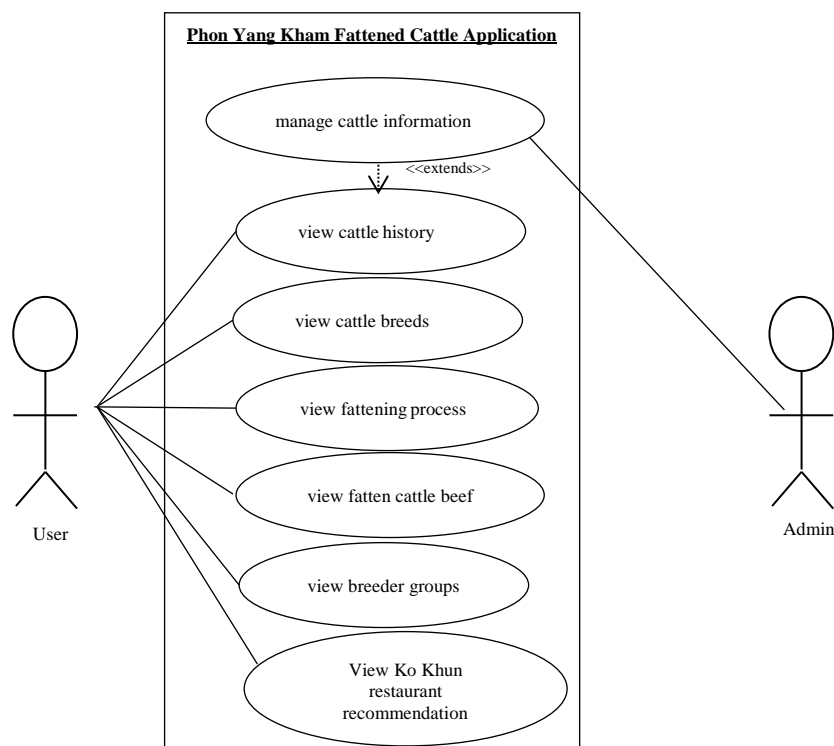 Phon Yang Kham Fattened Cattle Application
manage cattle information
<<extends>>
view cattle history
view cattle breeds
view fattening process
view fatten cattle beef
User
Admin
view breeder groups
View Ko Khun
restaurant
recommendation